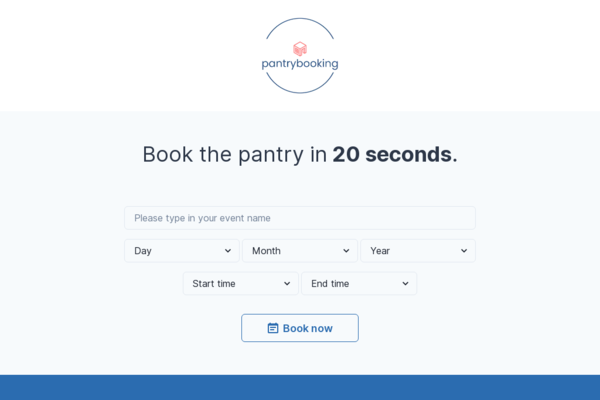 pantrybooking
Book the pantry in 20 seconds.
Please type in your event name
Day Month Year
Start time End time
Book now